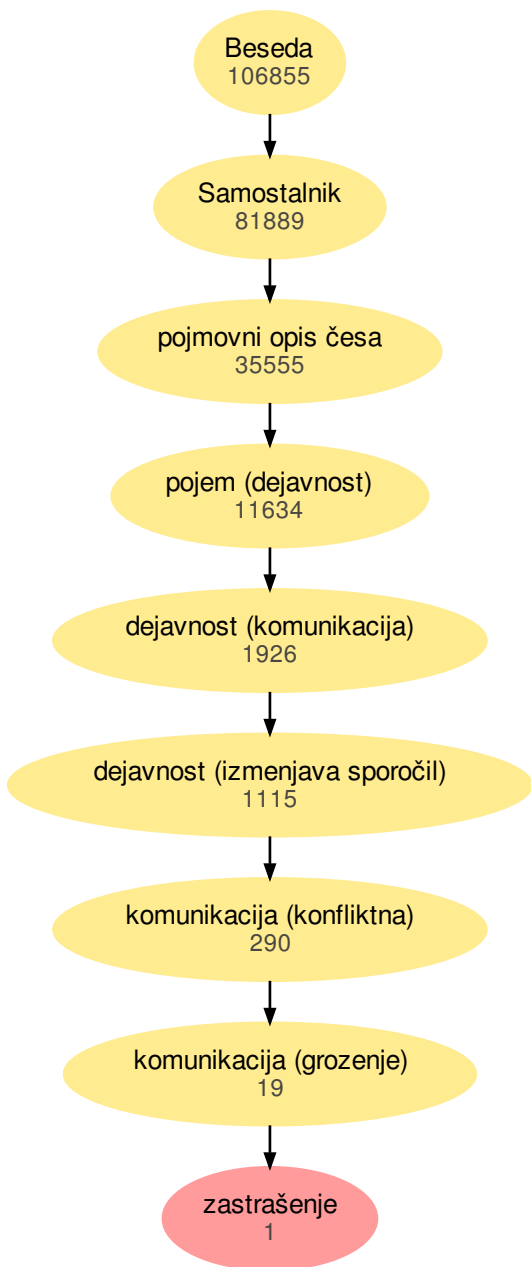 Beseda
106855
Samostalnik
81889
pojmovni opis česa
35555
pojem (dejavnost)
11634
dejavnost (komunikacija)
1926
dejavnost (izmenjava sporočil)
1115
komunikacija (konfliktna)
290
komunikacija (grozenje)
19
zastrašenje
1